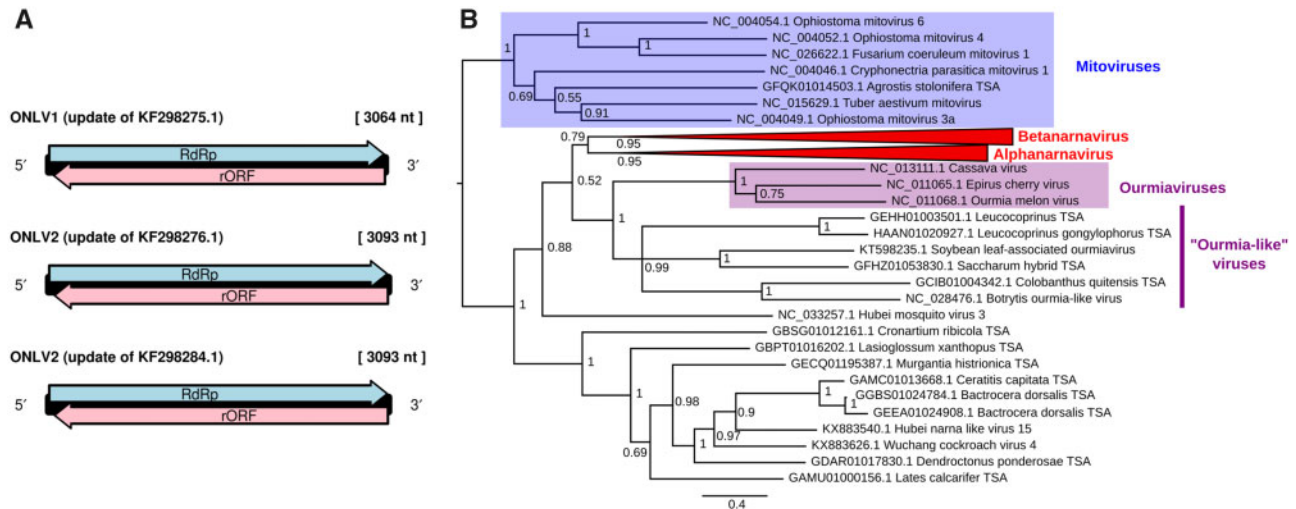 A
ONLV1 (update of KF298275.1) [ 3064 nt ]
5′ RdRp 3′
rORF
ONLV2 (update of KF298276.1) [ 3093 nt ]
5′ RdRp 3′
rORF
ONLV2 (update of KF298284.1) [ 3093 nt ]
5′ RdRp 3′
rORF
B
NC_004054.1 Ophiostoma mitovirus 6
1
NC_004052.1 Ophiostoma mitovirus 4
1
1
NC_026622.1 Fusarium coeruleum mitovirus 1
Mitoviruses
NC_004046.1 Cryphonectria parasitica mitovirus 1
0.69
GFQK01014503.1 Agrostis stolonifera TSA
0.55
NC_015629.1 Tuber aestivum mitovirus
0.91
NC_004049.1 Ophiostoma mitovirus 3a
0.79
0.95
Betanarnavirus
0.95
Alphanarnavirus
NC_013111.1 Cassava virus
0.52
1
NC_011065.1 Epirus cherry virus
Ourmiaviruses
0.75
NC_011068.1 Ourmia melon virus
GEHH01003501.1 Leucocoprinus TSA
1
1
HAAN01020927.1 Leucocoprinus gongylophorus TSA
0.88
KT598235.1 Soybean leaf-associated ourmiavirus
"Ourmia-like"
viruses
1
0.99
GFHZ01053830.1 Saccharum hybrid TSA
GCIB01004342.1 Colobanthus quitensis TSA
1
NC_028476.1 Botrytis ourmia-like virus
1
NC_033257.1 Hubei mosquito virus 3
GBSG01012161.1 Cronartium ribicola TSA
GBPT01016202.1 Lasioglossum xanthopus TSA
1
GECQ01195387.1 Murgantia histrionica TSA
1
GAMC01013668.1 Ceratitis capitata TSA
1
GGBS01024784.1 Bactrocera dorsalis TSA
0.98
1
0.9
GEEA01024908.1 Bactrocera dorsalis TSA
KX883540.1 Hubei narna like virus 15
0.97
KX883626.1 Wuchang cockroach virus 4
1
0.69
GDAR01017830.1 Dendroctonus ponderosae TSA
GAMU01000156.1 Lates calcarifer TSA
0.4